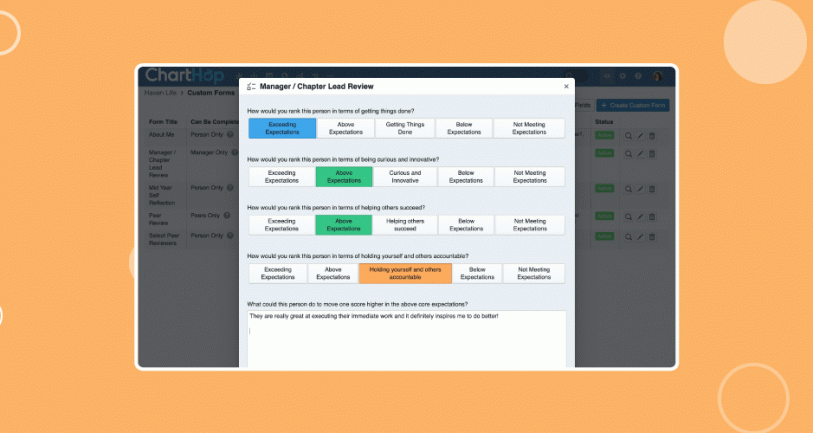 ChartHop
Haven Life > Custom Forms
Fields
+ Create Custom Form
Form Title
Can Be Complete
Status
About Me
Person Only
Active
Manager /
Chapter
Lead
Review
Manager Only
Active
Mid Year
Self
Reflection
Person Only
Active
Peer
Review
Peers Only
Active
Select Peer
Reviewers
Person Only
Active
Manager / Chapter Lead Review
×
How would you rank this person in terms of getting things done?
Exceeding
Expectations
Above
Expectations
Getting Things
Done
Below
Expectations
Not Meeting
Expectations
How would you rank this person in terms of being curious and innovative?
Exceeding
Expectations
Above
Expectations
Curious and
Innovative
Below
Expectations
Not Meeting
Expectations
How would you rank this person in terms of helping others succeed?
Exceeding
Expectations
Above
Expectations
Helping others
succeed
Below
Expectations
Not Meeting
Expectations
How would you rank this person in terms of holding yourself and others accountable?
Exceeding
Expectations
Above
Expectations
Holding yourself and others
accountable
Below
Expectations
Not Meeting
Expectations
What could this person do to move one score higher in the above core expectations?
They are really great at executing their immediate work and it definitely inspires me to do better!